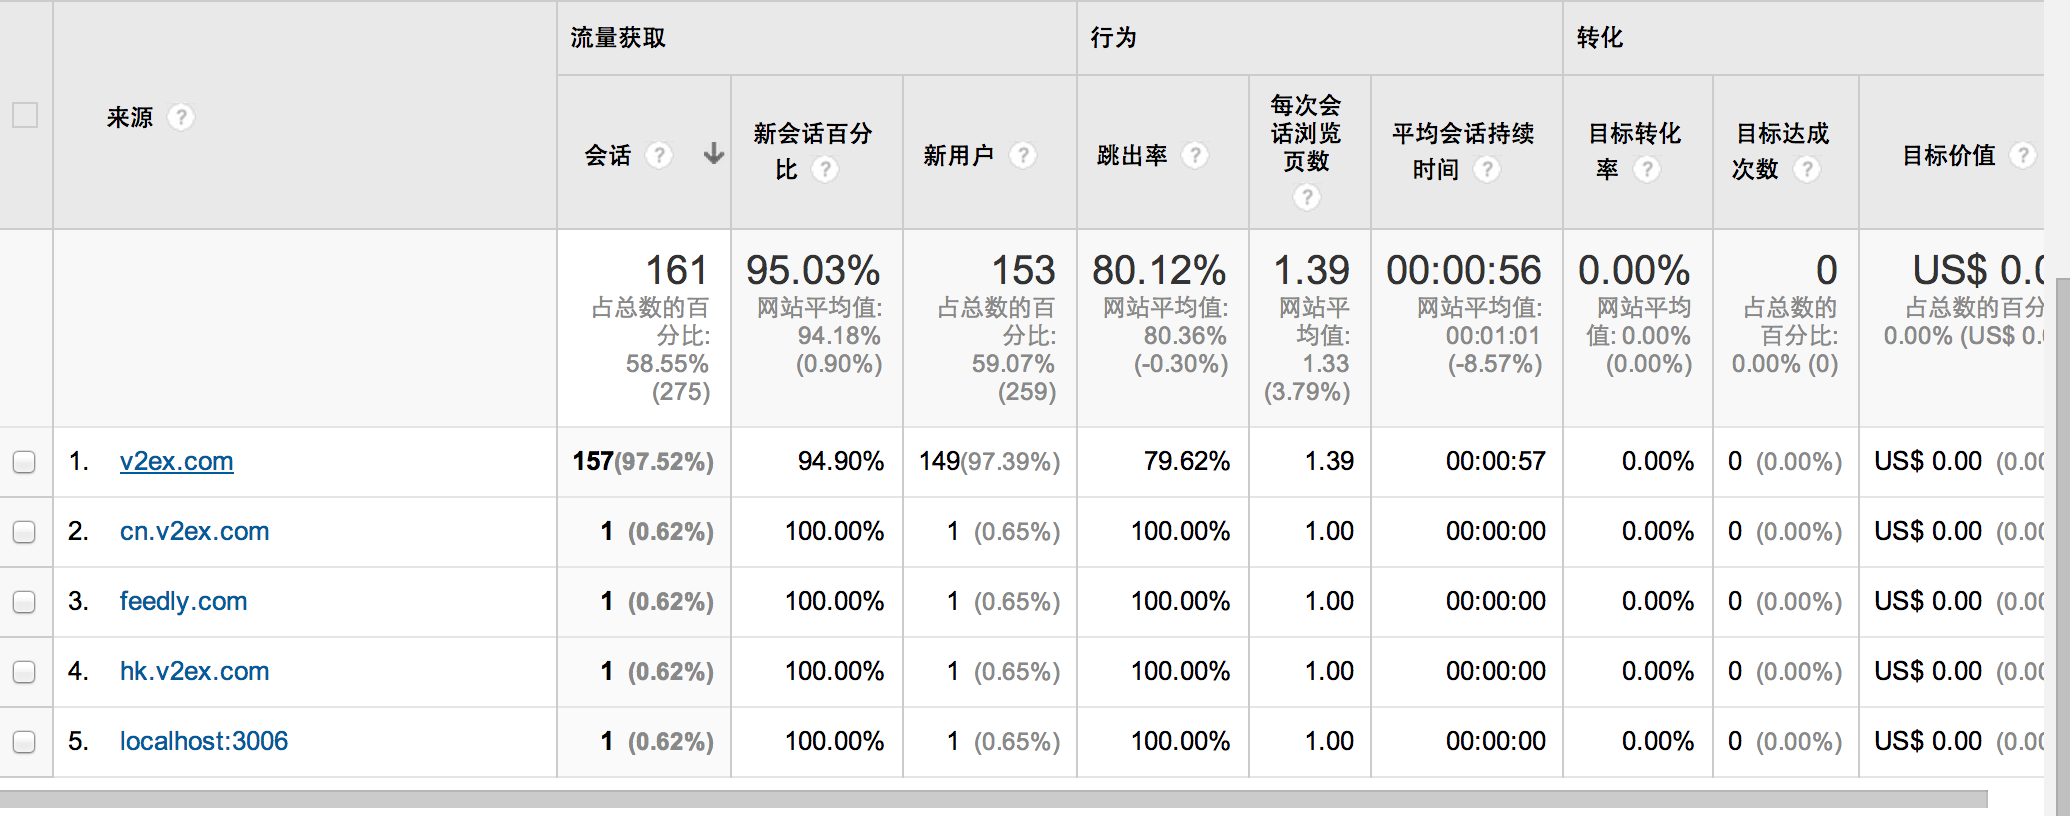 流量获取 行为 转化
来源 ?
会话 ?
新会话百分
比 ?
新用户 ?
跳出率 ?
每次会
话浏览
页数
?
平均会话持续
时间 ?
目标转化
率 ?
目标达成
次数 ?
目标价值 ?
161
占总数的百
分比:
58.55%
(275)
95.03%
网站平均值:
94.18%
(0.90%)
153
占总数的百
分比:
59.07%
(259)
80.12%
网站平均值:
80.36%
(-0.30%)
1.39
网站平
均值:
1.33
(3.79%)
00:00:56
网站平均值:
00:01:01
(-8.57%)
0.00%
网站平均
值: 0.00%
(0.00%)
0
占总数的
百分比:
0.00% (0)
US$ 0.0
占总数的百分
0.00% (US$ 0.
1. v2ex.com 157(97.52%) 94.90% 149(97.39%) 79.62% 1.39 00:00:57 0.00% 0 (0.00%) US$ 0.00 (0.00
2. cn.v2ex.com 1 (0.62%) 100.00% 1 (0.65%) 100.00% 1.00 00:00:00 0.00% 0 (0.00%) US$ 0.00 (0.00
3. feedly.com 1 (0.62%) 100.00% 1 (0.65%) 100.00% 1.00 00:00:00 0.00% 0 (0.00%) US$ 0.00 (0.00
4. hk.v2ex.com 1 (0.62%) 100.00% 1 (0.65%) 100.00% 1.00 00:00:00 0.00% 0 (0.00%) US$ 0.00 (0.00
5. localhost:3006 1 (0.62%) 100.00% 1 (0.65%) 100.00% 1.00 00:00:00 0.00% 0 (0.00%) US$ 0.00 (0.00